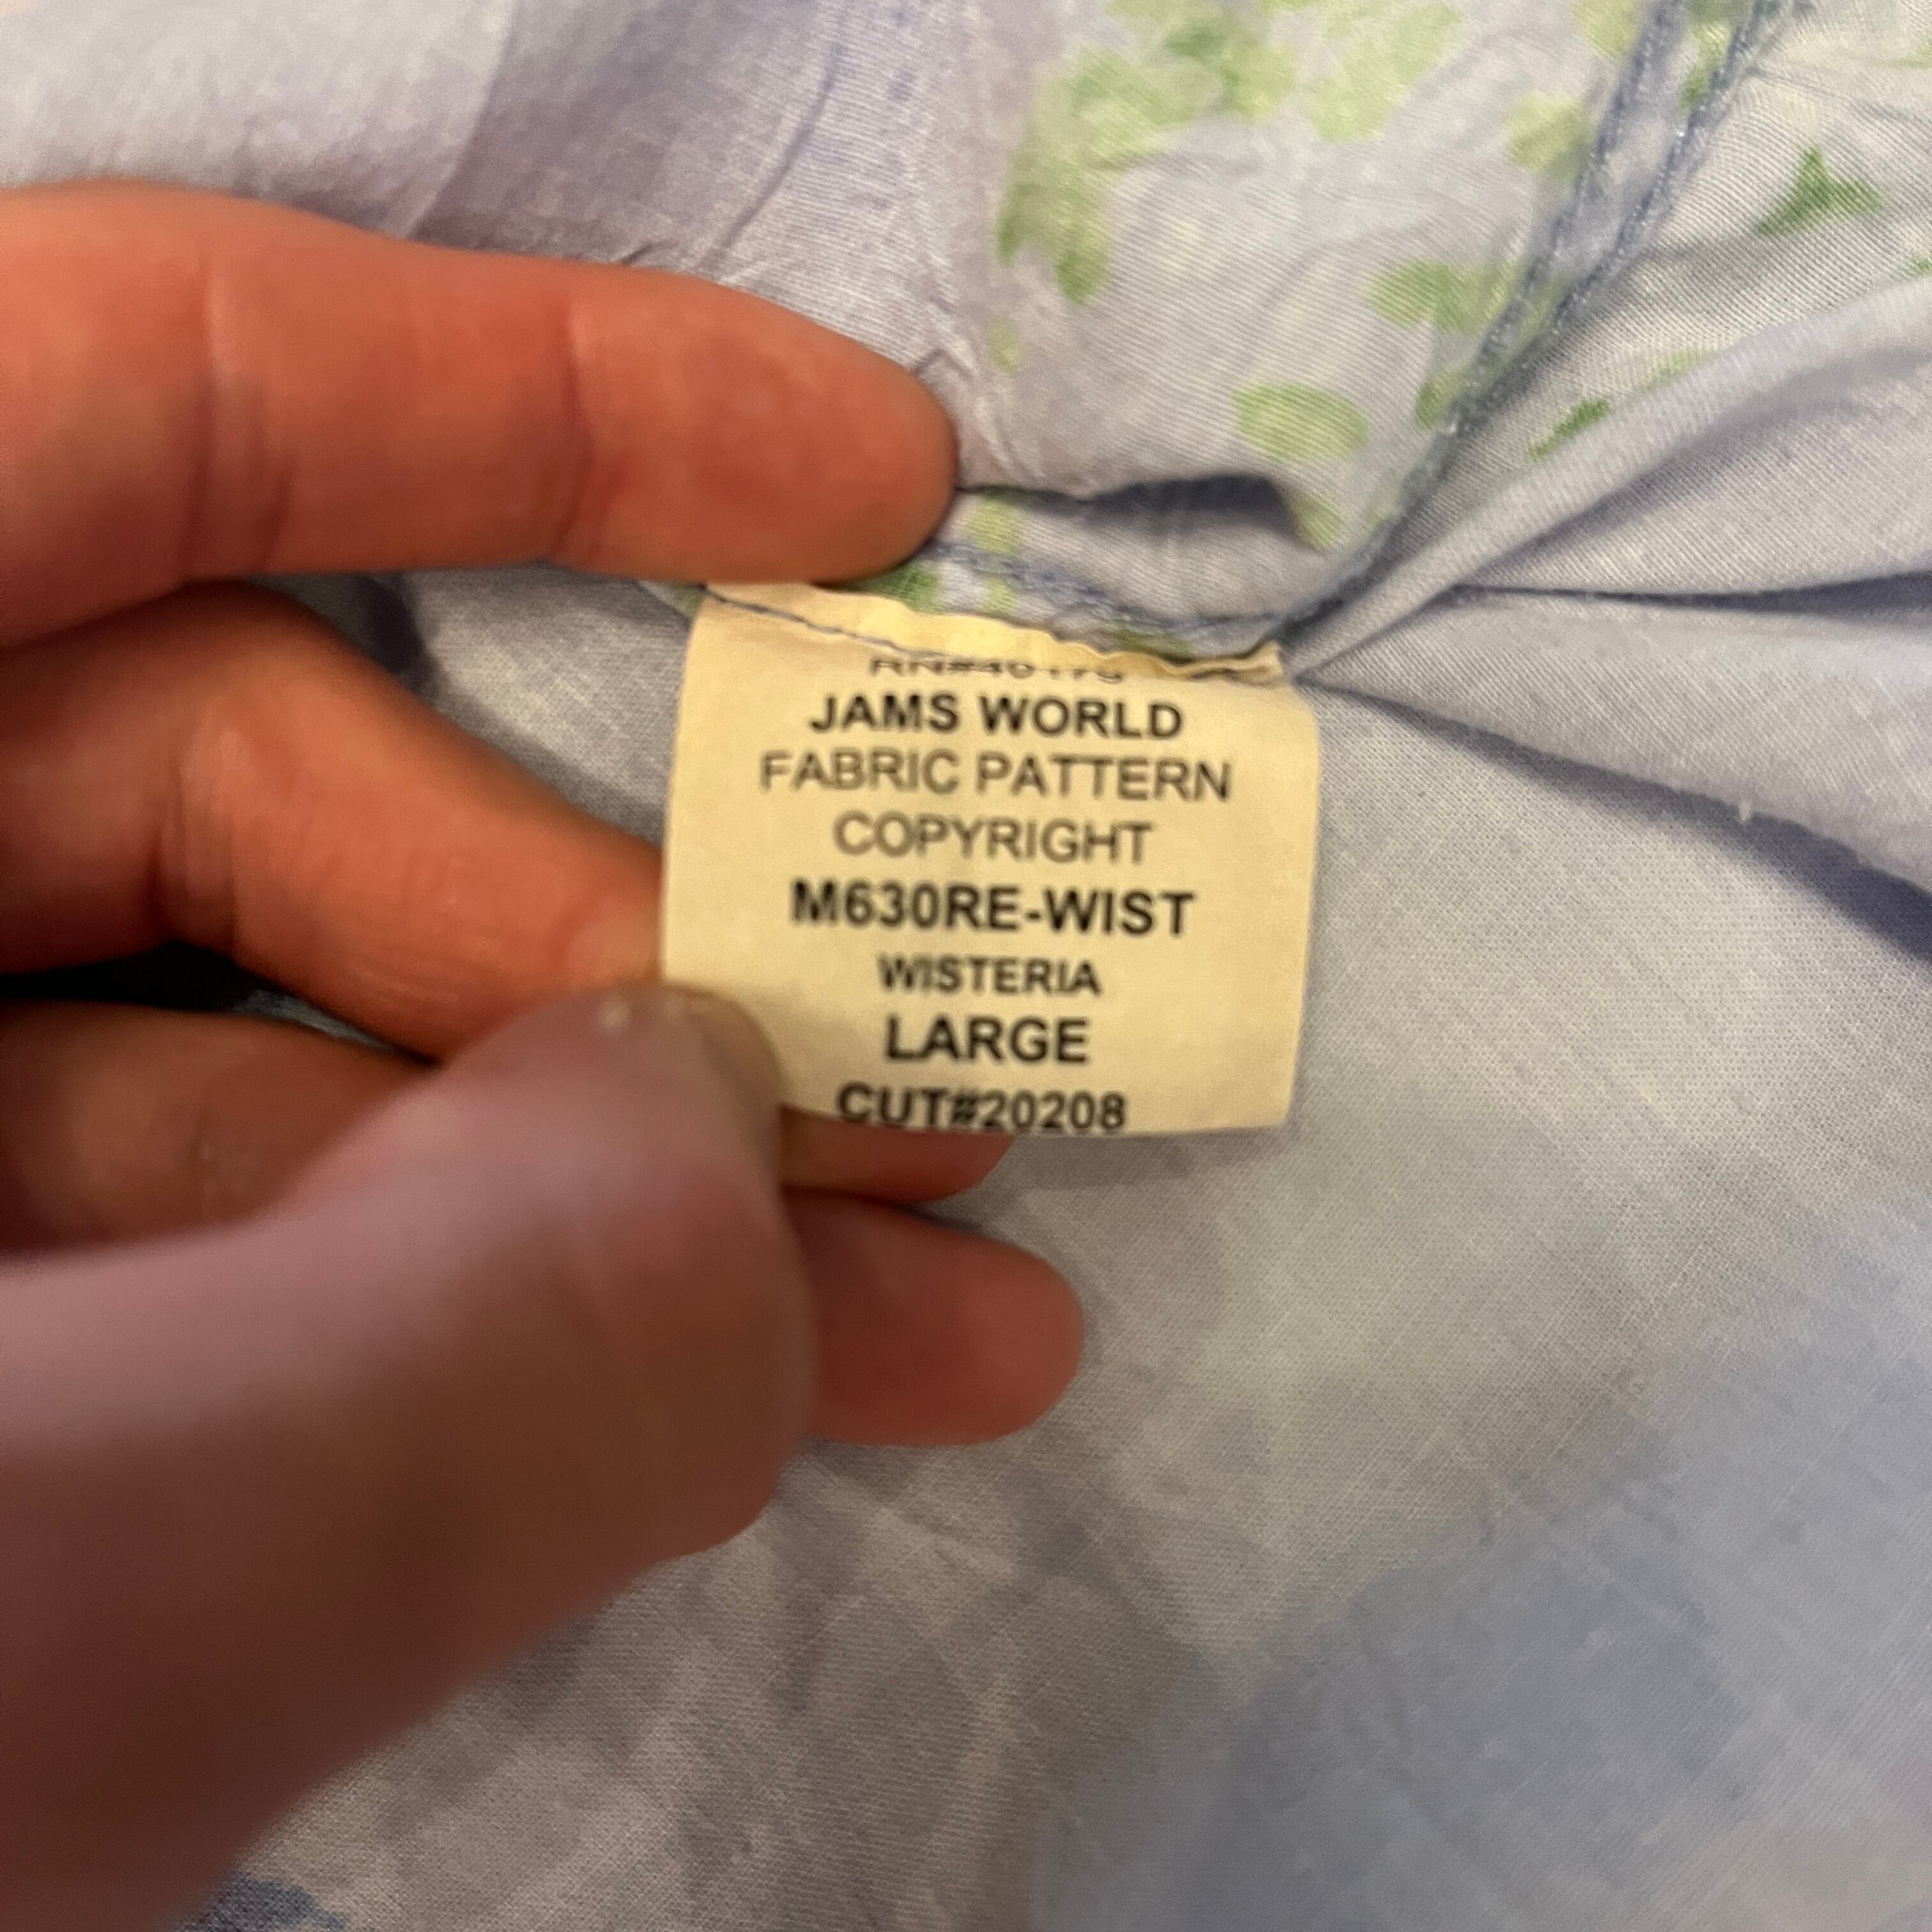 JAMS WORLD
FABRIC PATTERN
COPYRIGHT
M630RE-WIST
WISTERIA
LARGE
CUT#20208